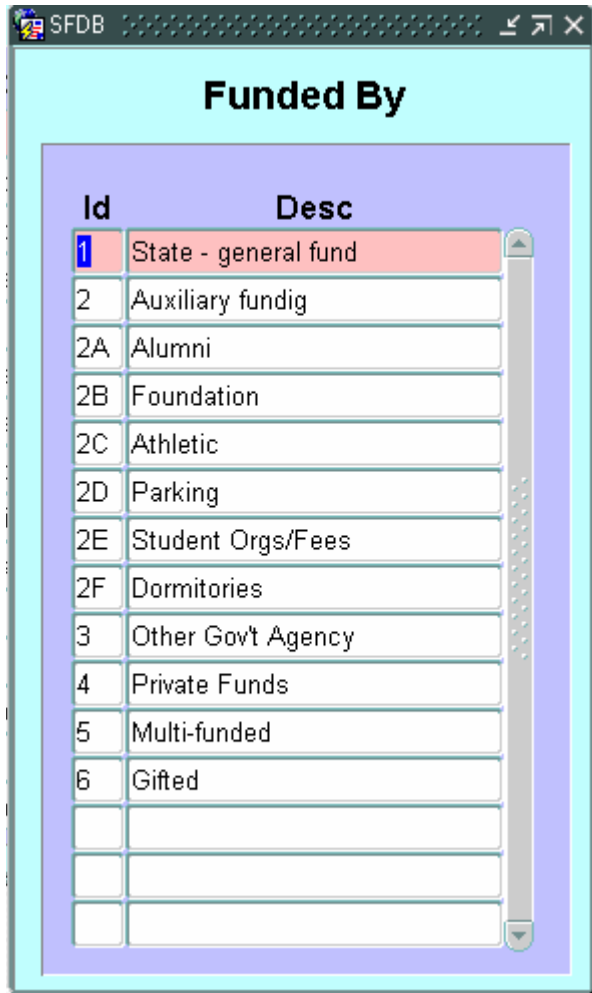 SFDB
Funded By
Id Desc
1 State - general fund
2 Auxiliary fundig
2A Alumni
2B Foundation
2C Athletic
2D Parking
2E Student Orgs/Fees
2F Dormitories
3 Other Gov't Agency
4 Private Funds
5 Multi-funded
6 Gifted